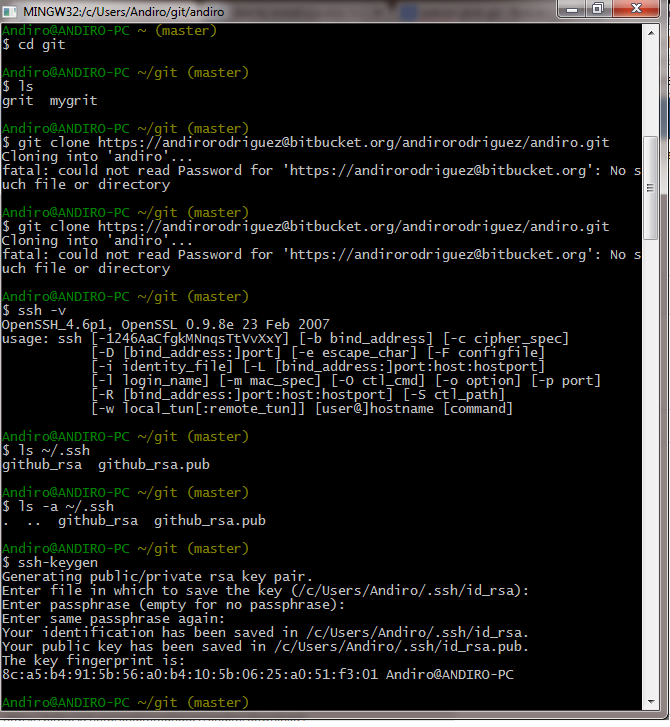 MINGW32:/c/Users/Andiro/git/andiro
Andiro@ANDIRO-PC ~ (master)
$ cd git
Andiro@ANDIRO-PC ~/git (master)
$ ls
grit  mygrit
Andiro@ANDIRO-PC ~/git (master)
$ git clone https://andirorodriguez@bitbucket.org/andirorodriguez/andiro.git
Cloning into 'andiro'...
fatal: could not read Password for 'https://andirorodriguez@bitbucket.org': No s
uch file or directory
Andiro@ANDIRO-PC ~/git (master)
$ git clone https://andirorodriguez@bitbucket.org/andirorodriguez/andiro.git
Cloning into 'andiro'...
fatal: could not read Password for 'https://andirorodriguez@bitbucket.org': No s
uch file or directory
Andiro@ANDIRO-PC ~/git (master)
$ ssh -v
OpenSSH_4.6p1, OpenSSL 0.9.8e 23 Feb 2007
usage: ssh [-1246AaCfgkMNnqsTtVvXxY] [-b bind_address] [-c cipher_spec]
           [-D [bind_address:]port] [-e escape_char] [-F configfile]
           [-i identity_file] [-L [bind_address:]port:host:hostport]
           [-l login_name] [-m mac_spec] [-O ctl_cmd] [-o option] [-p port]
           [-R [bind_address:]port:host:hostport] [-S ctl_path]
           [-w local_tun[:remote_tun]] [user@]hostname [command]
Andiro@ANDIRO-PC ~/git (master)
$ ls ~/.ssh
github_rsa  github_rsa.pub
Andiro@ANDIRO-PC ~/git (master)
$ ls -a ~/.ssh
.  ..  github_rsa  github_rsa.pub
Andiro@ANDIRO-PC ~/git (master)
$ ssh-keygen
Generating public/private rsa key pair.
Enter file in which to save the key (/c/Users/Andiro/.ssh/id_rsa):
Enter passphrase (empty for no passphrase):
Enter same passphrase again:
Your identification has been saved in /c/Users/Andiro/.ssh/id_rsa.
Your public key has been saved in /c/Users/Andiro/.ssh/id_rsa.pub.
The key fingerprint is:
8c:a5:b4:91:5b:56:a0:b4:10:5b:06:25:a0:51:f3:01 Andiro@ANDIRO-PC
Andiro@ANDIRO-PC ~/git (master)